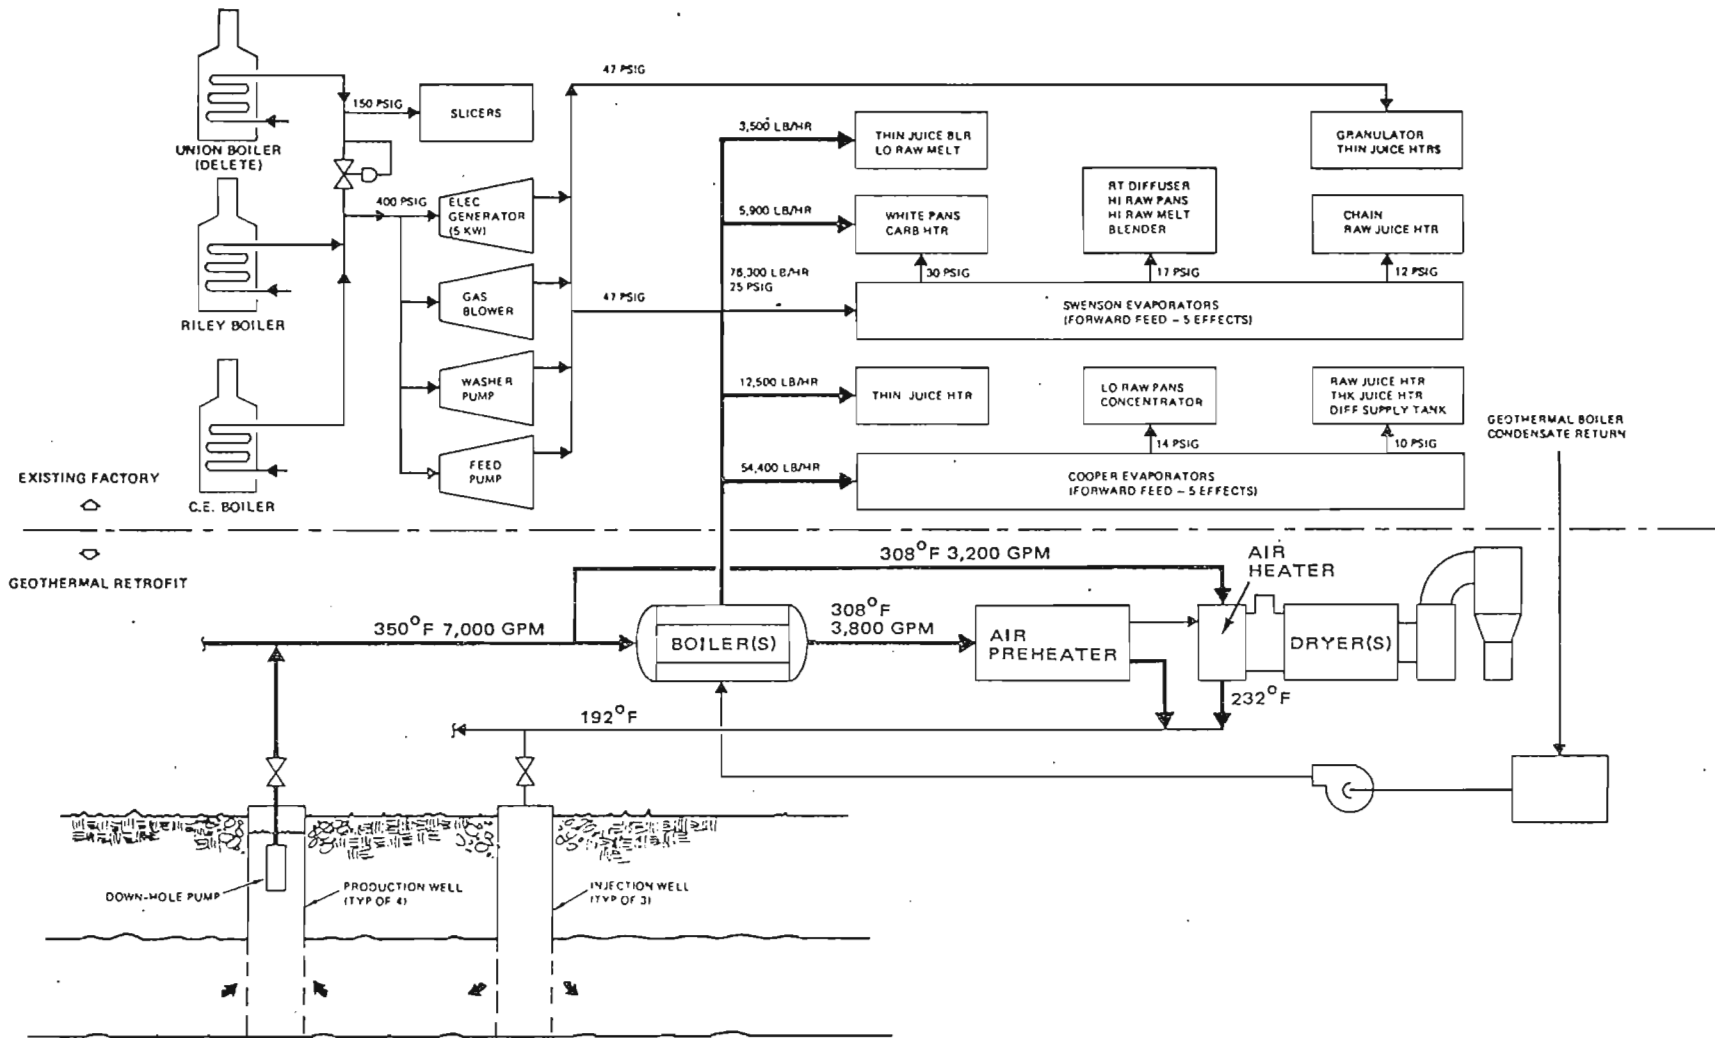 47 PSIG
150 PSIG
SLICERS
UNION BOILER
(DELETE)
3,500 LB/HR
THIN JUICE BLR
LO RAW MELT
GRANULATOR
THIN JUICE HTRS
400 PSIG
ELEC
GENERATOR
(5 KW)
5,900 LB/HR
WHITE PANS
CARB HTR
RT DIFFUSER
HI RAW PANS
HI RAW MELT
BLENDER
CHAIN
RAW JUICE HTR
30 PSIG
17 PSIG
12 PSIG
RILEY BOILER
GAS
BLOWER
47 PSIG
76,300 LB/HR
25 PSIG
SWENSON EVAPORATORS
(FORWARD FEED – 5 EFFECTS)
WASHER
PUMP
12,500 LB/HR
THIN JUICE HTR
LO RAW PANS
CONCENTRATOR
RAW JUICE HTR
THK JUICE HTR
DIFF SUPPLY TANK
GEOTHERMAL BOILER
CONDENSATE RETURN
14 PSIG
10 PSIG
FEED
PUMP
54,400 LB/HR
COOPER EVAPORATORS
(FORWARD FEED – 5 EFFECTS)
C.E. BOILER
EXISTING FACTORY
GEOTHERMAL RETROFIT
308°F 3,200 GPM
AIR
HEATER
350°F 7,000 GPM
BOILER(S)
308°F
3,800 GPM
AIR
PREHEATER
DRYER(S)
232°F
192°F
DOWN-HOLE PUMP
PRODUCTION WELL
(TYP OF 4)
INJECTION WELL
(TYP OF 3)